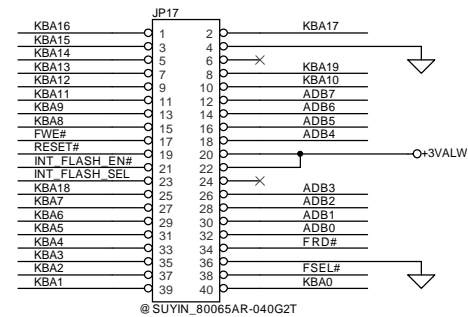 JP17
KBA16 1 2 KBA17
KBA15 3 4
KBA14 5 6
KBA13 7 8 KBA19
KBA12 9 10 KBA10
KBA11 11 12 ADB7
KBA9 13 14 ADB6
KBA8 15 16 ADB5
FWE# 17 18 ADB4
RESET# 19 20 +3VALW
INT_FLASH_EN# 21 22
INT_FLASH_SEL 23 24
KBA18 25 26 ADB3
KBA7 27 28 ADB2
KBA6 29 30 ADB1
KBA5 31 32 ADB0
KBA4 33 34 FRD#
KBA3 35 36
KBA2 37 38 FSEL#
KBA1 39 40 KBA0
@SUYIN_80065AR-040G2T